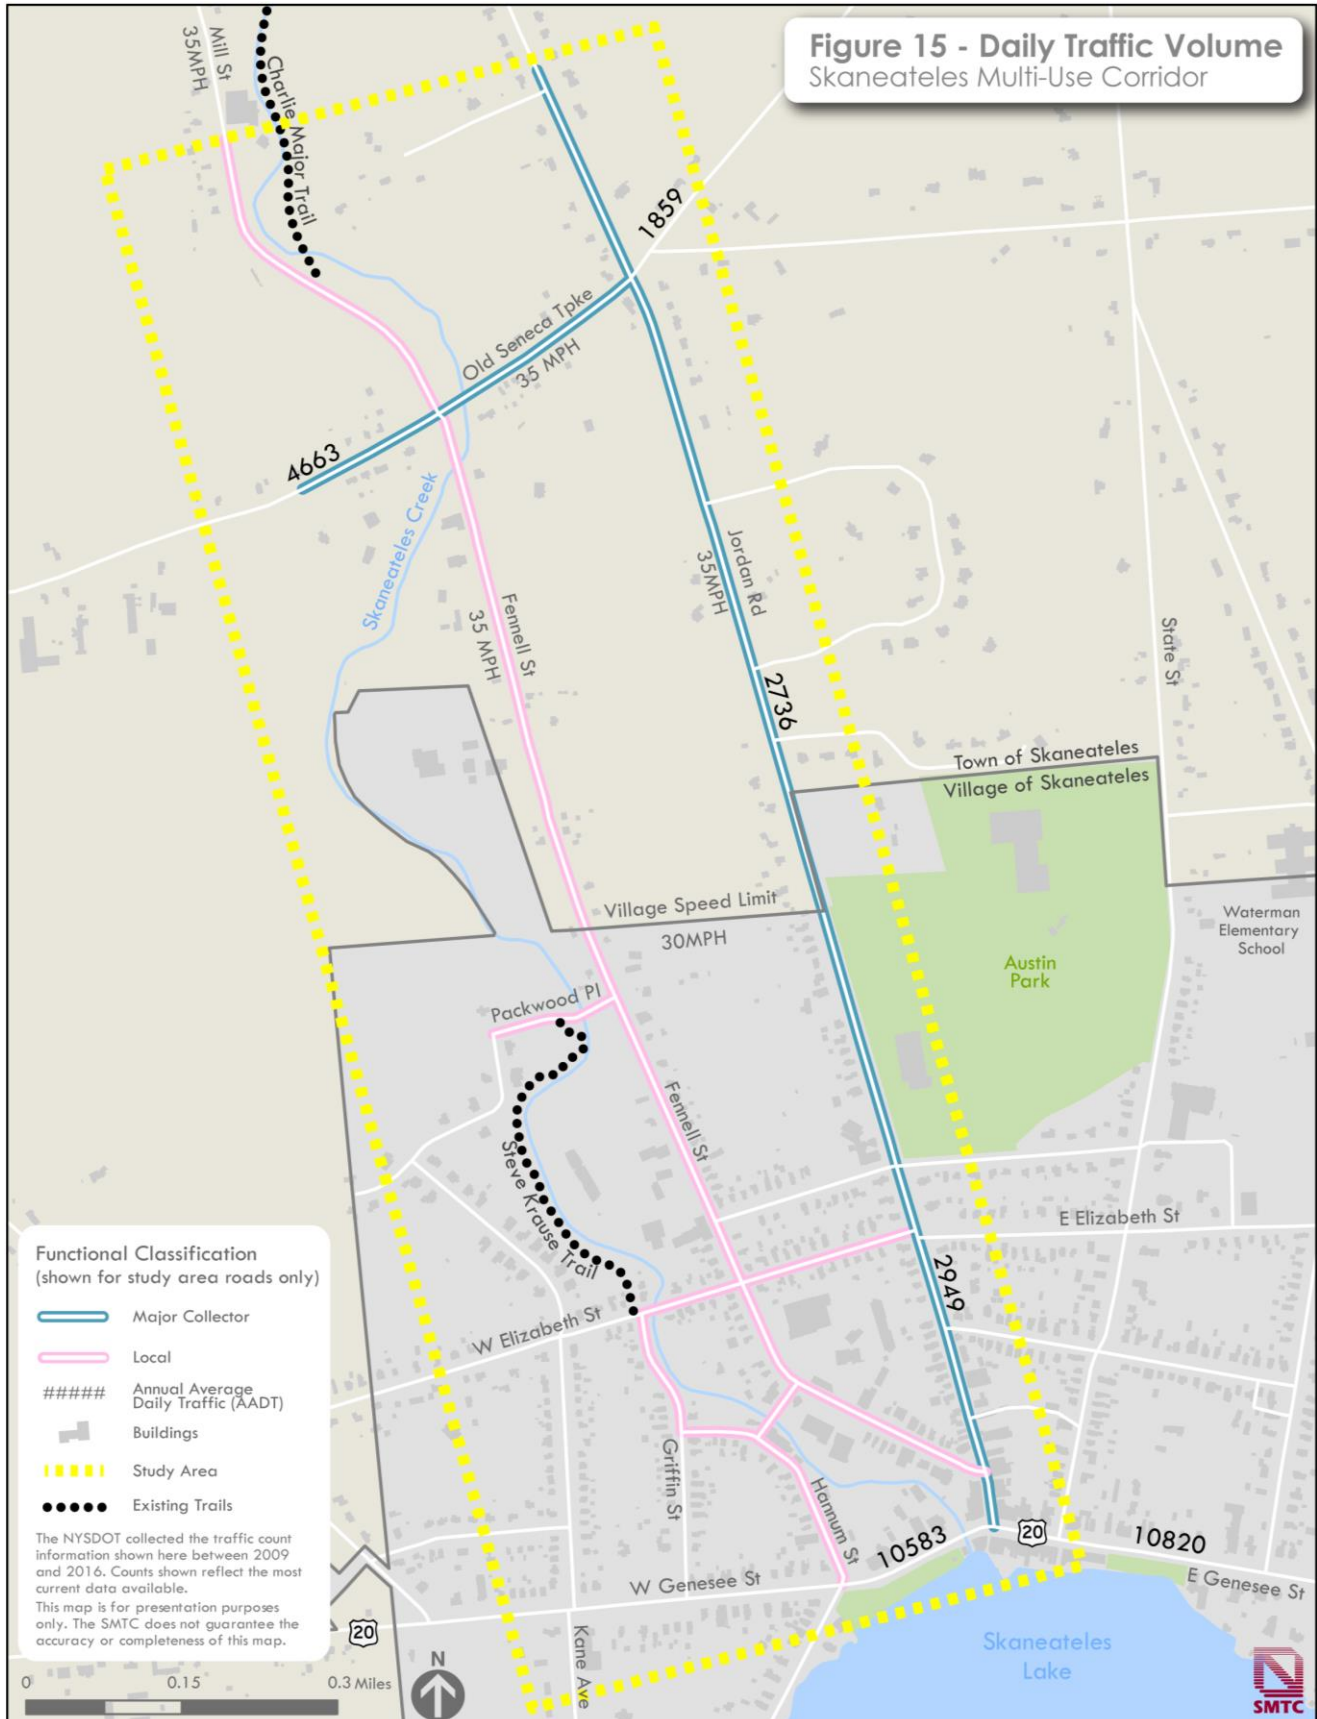 Figure 15 - Daily Traffic Volume
Skaneateles Multi-Use Corridor
Mill St
35MPH
Charlie Major Trail
1859
Old Seneca Tpke
35 MPH
4663
Skaneateles Creek
Fennell St
35 MPH
Jordan Rd
35MPH
2736
State St
Town of Skaneateles
Village of Skaneateles
Village Speed Limit
30MPH
Waterman
Elementary
School
Austin
Park
Packwood Pl
Fennell St
Steve Krause Trail
E Elizabeth St
2949
W Elizabeth St
Griffin St
Hannum St
10583
20
10820
W Genesee St
E Genesee St
Kane Ave
20
Skaneateles
Lake
Functional Classification
(shown for study area roads only)
Major Collector
Local
##### Annual Average
Daily Traffic (AADT)
Buildings
Study Area
Existing Trails
The NYSDOT collected the traffic count
information shown here between 2009
and 2016. Counts shown reflect the most
current data available.
This map is for presentation purposes
only. The SMTC does not guarantee the
accuracy or completeness of this map.
0 0.15 0.3 Miles
N
SMTC